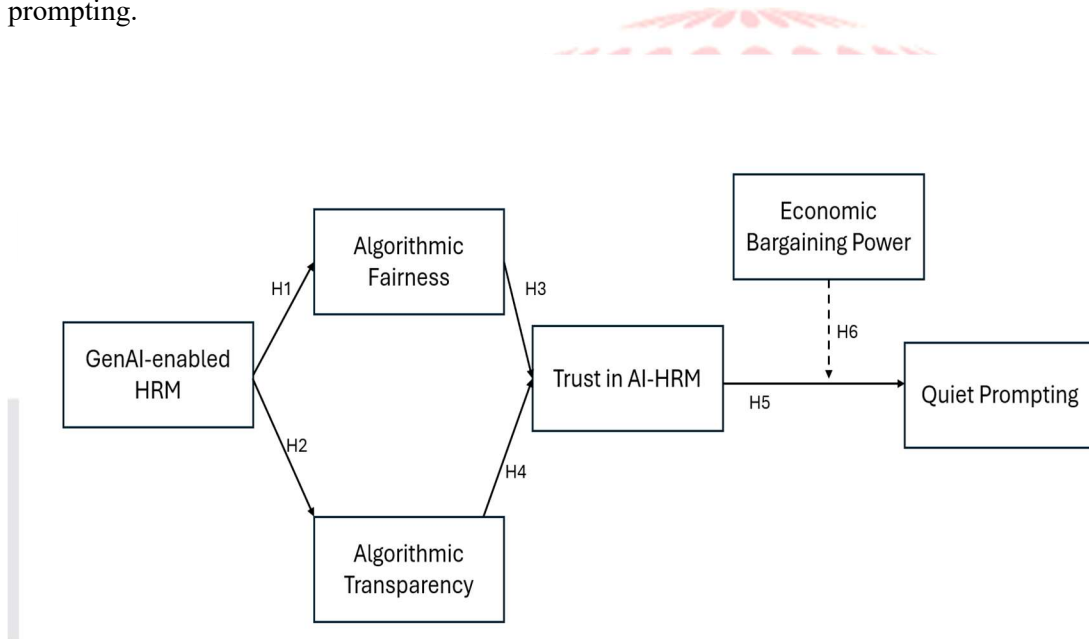 prompting.
Economic
Bargaining Power
Algorithmic
Fairness
H1
H3
H6
GenAI-enabled
HRM
Trust in AI-HRM
H5
Quiet Prompting
H2
H4
Algorithmic
Transparency